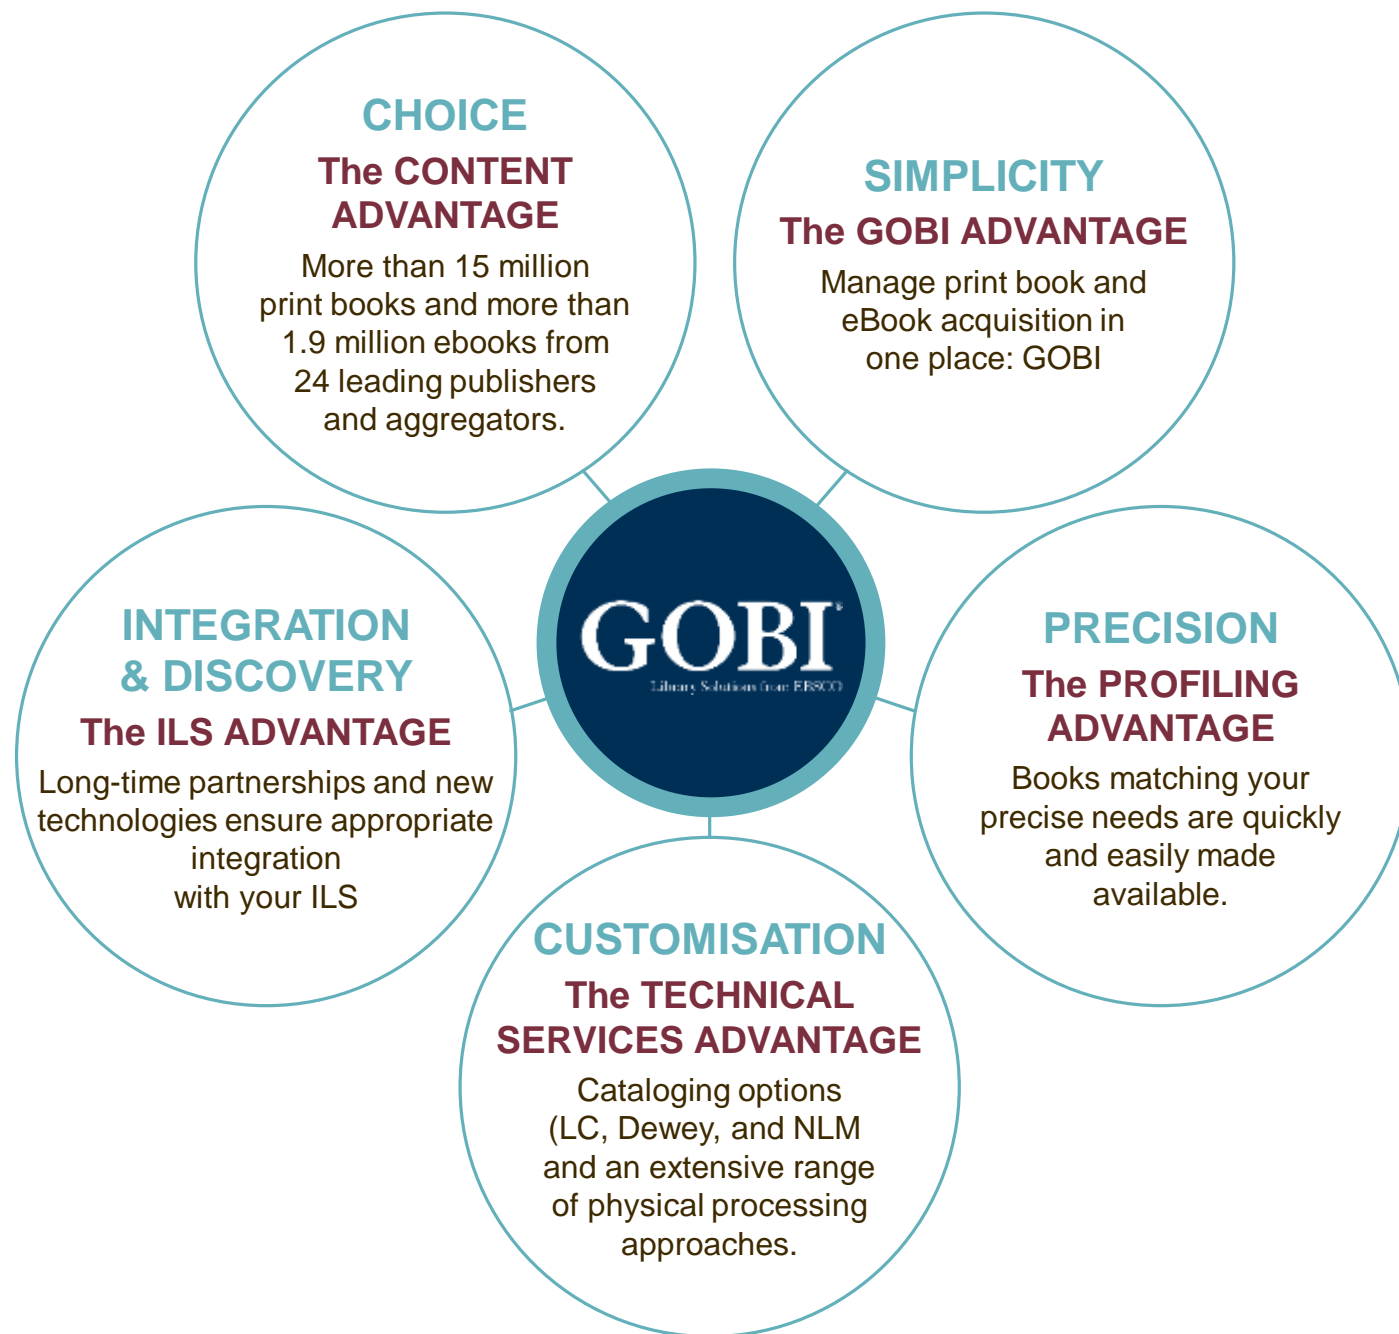 CHOICE
The CONTENT
ADVANTAGE
More than 15 million
print books and more than
1.9 million ebooks from
24 leading publishers
and aggregators.
SIMPLICITY
The GOBI ADVANTAGE
Manage print book and
eBook acquisition in
one place: GOBI
GOBI®
Library Solutions from EBSCO
INTEGRATION
& DISCOVERY
The ILS ADVANTAGE
Long-time partnerships and new
technologies ensure appropriate
integration
with your ILS
PRECISION
The PROFILING
ADVANTAGE
Books matching your
precise needs are quickly
and easily made
available.
CUSTOMISATION
The TECHNICAL
SERVICES ADVANTAGE
Cataloging options
(LC, Dewey, and NLM
and an extensive range
of physical processing
approaches.